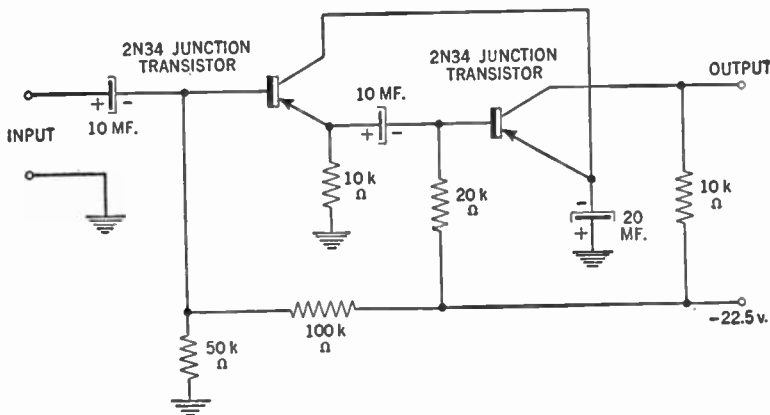 2N34 JUNCTION
TRANSISTOR
2N34 JUNCTION
TRANSISTOR
OUTPUT
10 MF.
+ -
10 MF.
+ -
INPUT
10 k
Ω
20 k
Ω
-
+
20
MF.
10 k
Ω
100 k
Ω
-22.5 v.
50 k
Ω